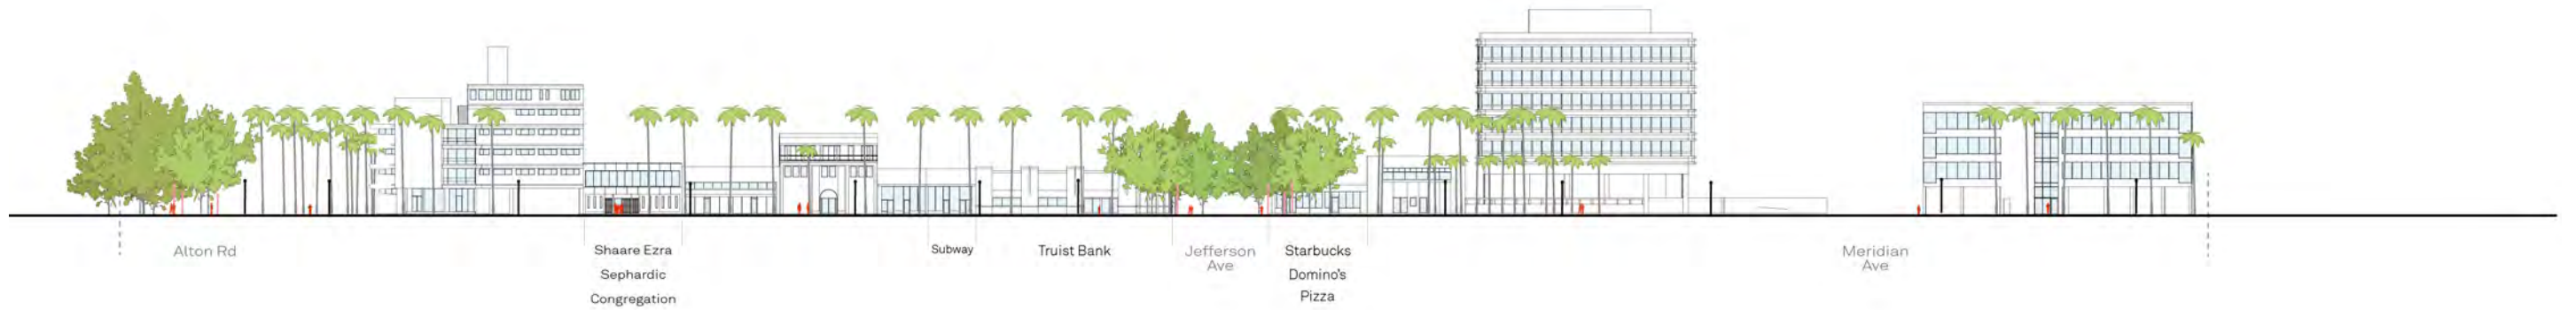 Alton Rd
Shaare Ezra
Sephardic
Congregation
Subway
Truist Bank
Jefferson
Ave
Starbucks
Domino's
Pizza
Meridian
Ave